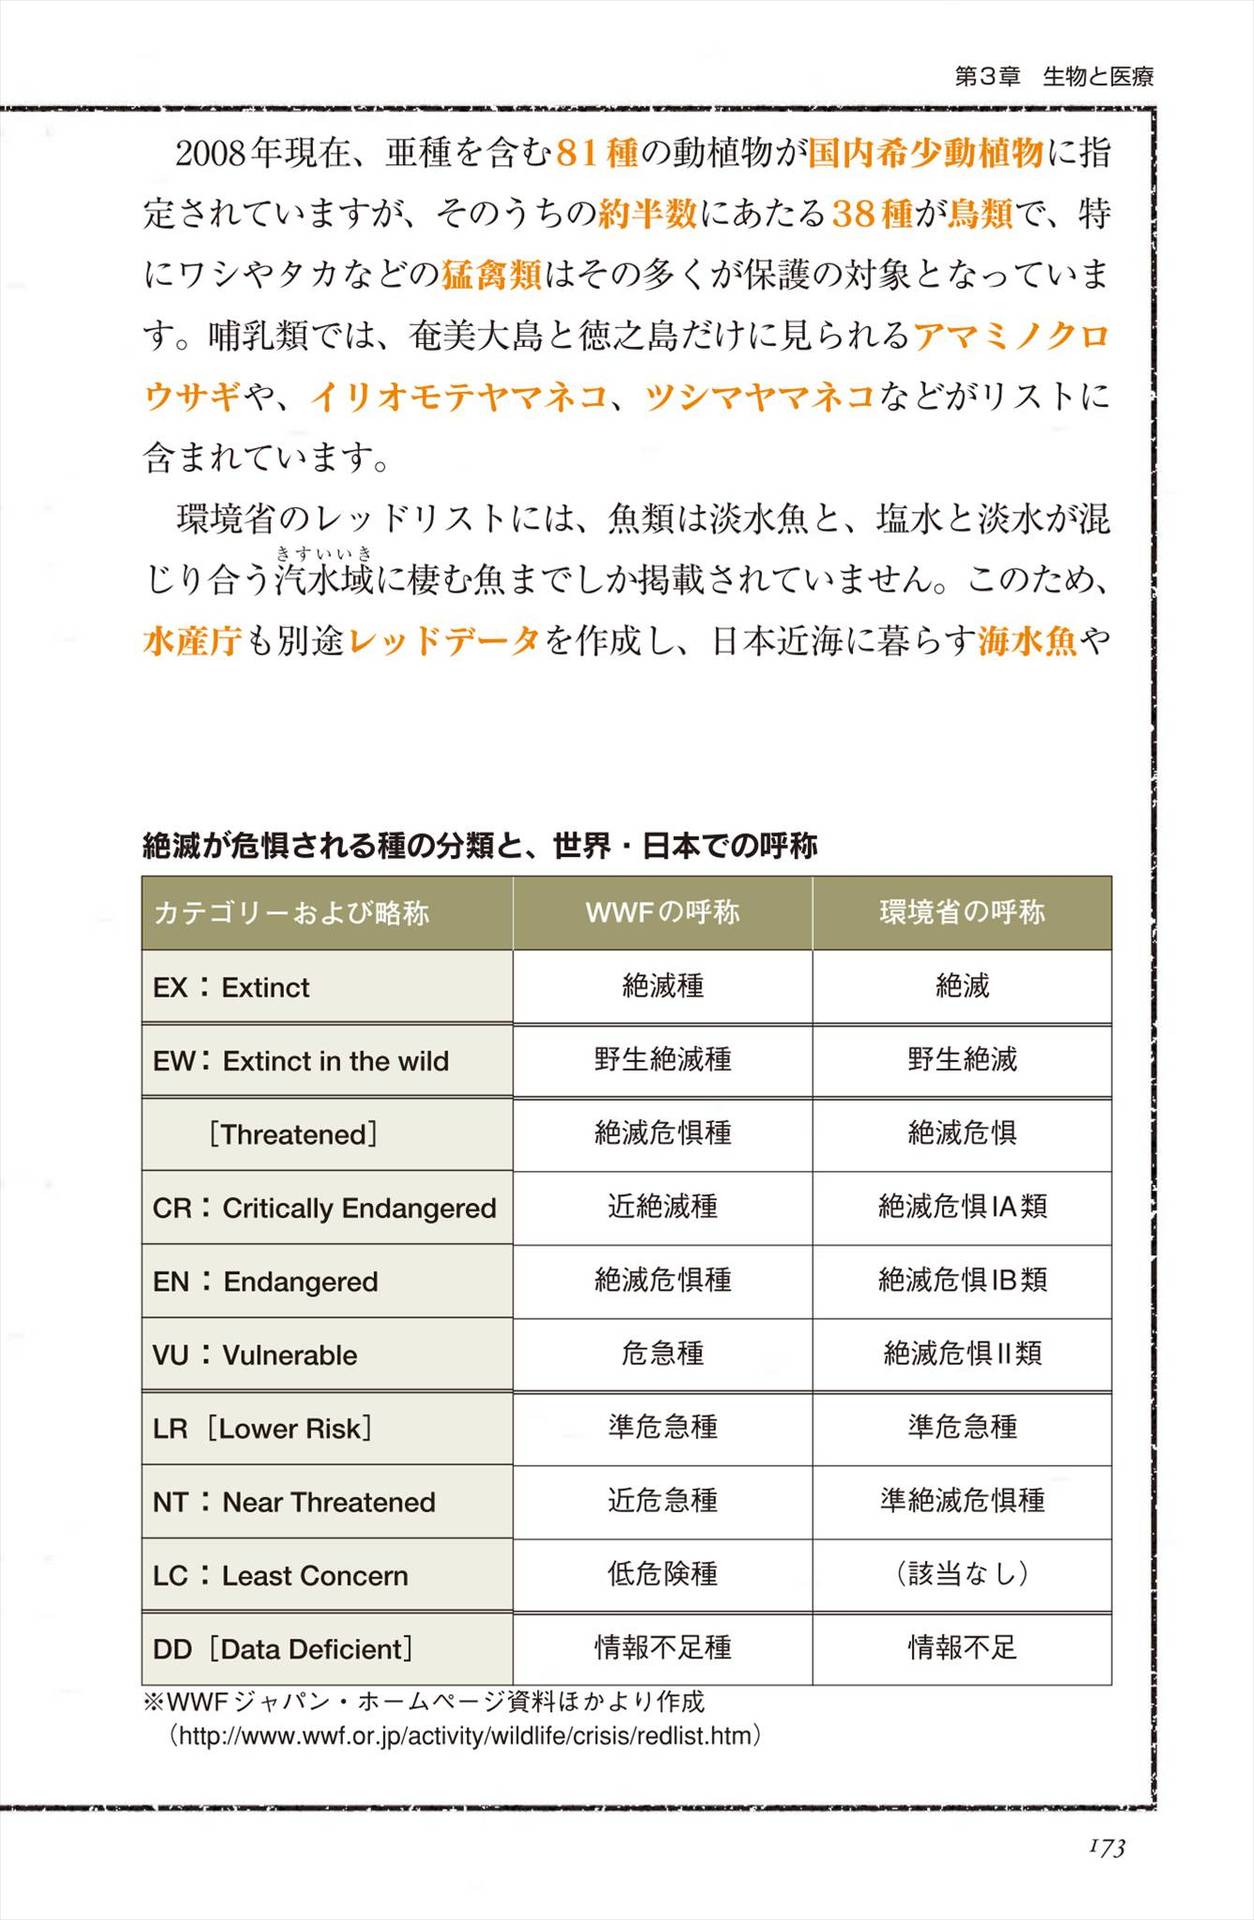 第3章 生物と医療
2008年現在、亜種を含む81種の動植物が国内希少動植物に指
定されていますが、そのうちの約半数にあたる38種が鳥類で、特
にワシやタカなどの猛禽類はその多くが保護の対象となっていま
す。哺乳類では、奄美大島と徳之島だけに見られるアマミノクロ
ウサギや、イリオモテヤマネコ、ツシマヤマネコなどがリストに
含まれています。
環境省のレッドリストには、魚類は淡水魚と、塩水と淡水が混
きすいいき
じり合う汽水域に棲む魚までしか掲載されていません。このため、
水産庁も別途レッドデータを作成し、日本近海に暮らす海水魚や
絶滅が危惧される種の分類と、世界・日本での呼称
カテゴリーおよび略称 WWFの呼称 環境省の呼称
EX：Extinct 絶滅種 絶滅
EW：Extinct in the wild 野生絶滅種 野生絶滅
［Threatened］ 絶滅危惧種 絶滅危惧
CR：Critically Endangered 近絶滅種 絶滅危惧IA類
EN：Endangered 絶滅危惧種 絶滅危惧IB類
VU：Vulnerable 危急種 絶滅危惧II類
LR［Lower Risk］ 準危急種 準危急種
NT：Near Threatened 近危急種 準絶滅危惧種
LC：Least Concern 低危険種 （該当なし）
DD［Data Deficient］ 情報不足種 情報不足
※WWFジャパン・ホームページ資料ほかより作成
（http://www.wwf.or.jp/activity/wildlife/crisis/redlist.htm）
173